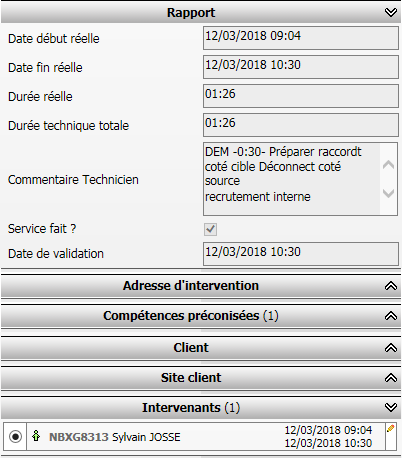 Rapport
Date début réelle 12/03/2018 09:04
Date fin réelle 12/03/2018 10:30
Durée réelle 01:26
Durée technique totale 01:26
Commentaire Technicien
DEM -0:30- Préparer raccordt
coté cible Déconnect coté
source
recrutement interne
Service fait ?
Date de validation 12/03/2018 10:30
Adresse d'intervention
Compétences préconisées (1)
Client
Site client
Intervenants (1)
NBXG8313 Sylvain JOSSE 12/03/2018 09:04
12/03/2018 10:30